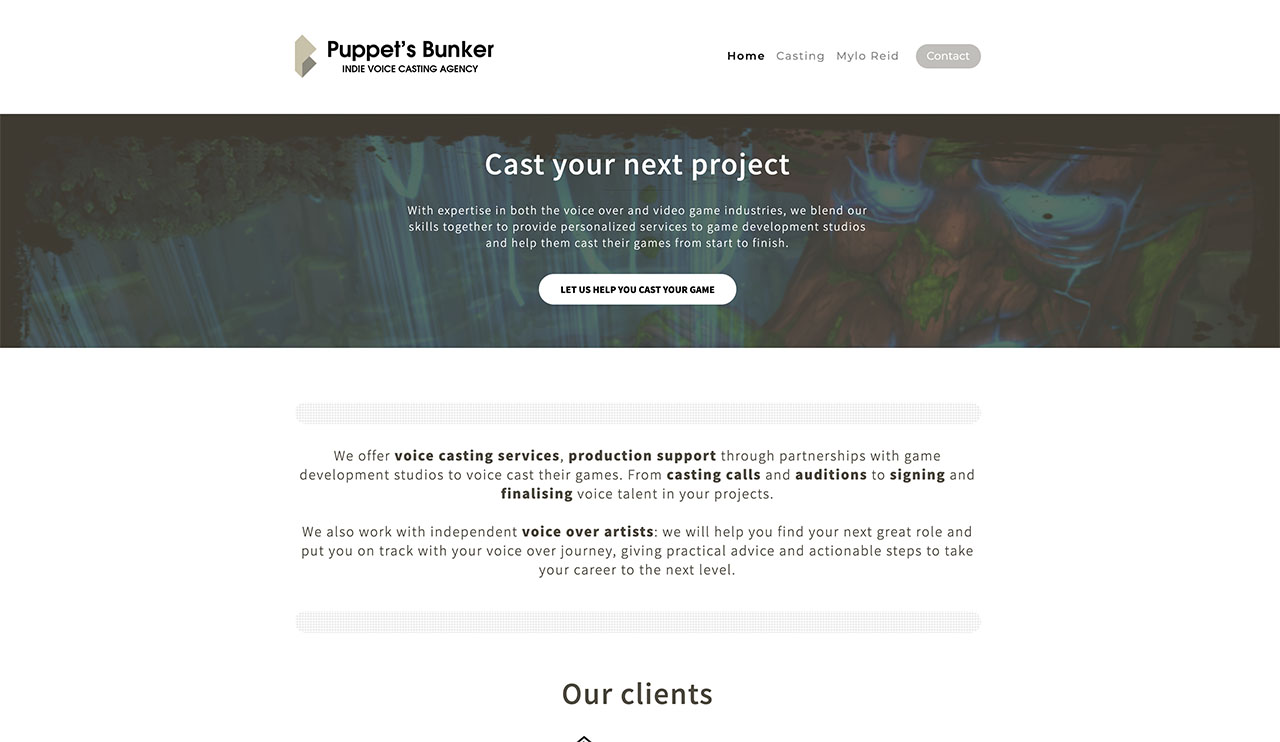 Puppet's Bunker
INDIE VOICE CASTING AGENCY
Home Casting Mylo Reid Contact
Cast your next project
With expertise in both the voice over and video game industries, we blend our
skills together to provide personalized services to game development studios
and help them cast their games from start to finish.
LET US HELP YOU CAST YOUR GAME
We offer voice casting services, production support through partnerships with game
development studios to voice cast their games. From casting calls and auditions to signing and
finalising voice talent in your projects.
We also work with independent voice over artists: we will help you find your next great role and
put you on track with your voice over journey, giving practical advice and actionable steps to take
your career to the next level.
Our clients